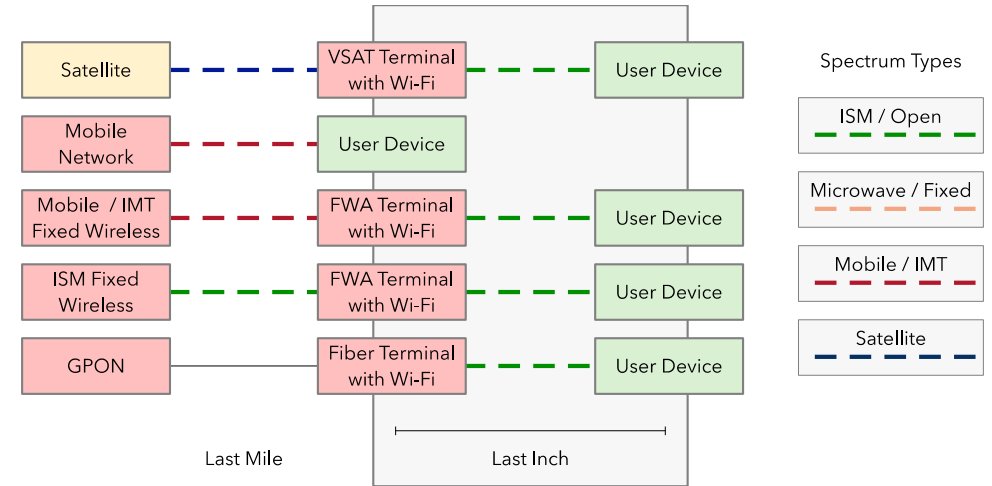 Satellite
VSAT Terminal
with Wi-Fi
User Device
Mobile
Network
User Device
Mobile / IMT
Fixed Wireless
FWA Terminal
with Wi-Fi
User Device
ISM Fixed
Wireless
FWA Terminal
with Wi-Fi
User Device
GPON
Fiber Terminal
with Wi-Fi
User Device
Last Mile
Last Inch
Spectrum Types
ISM / Open
Microwave / Fixed
Mobile / IMT
Satellite